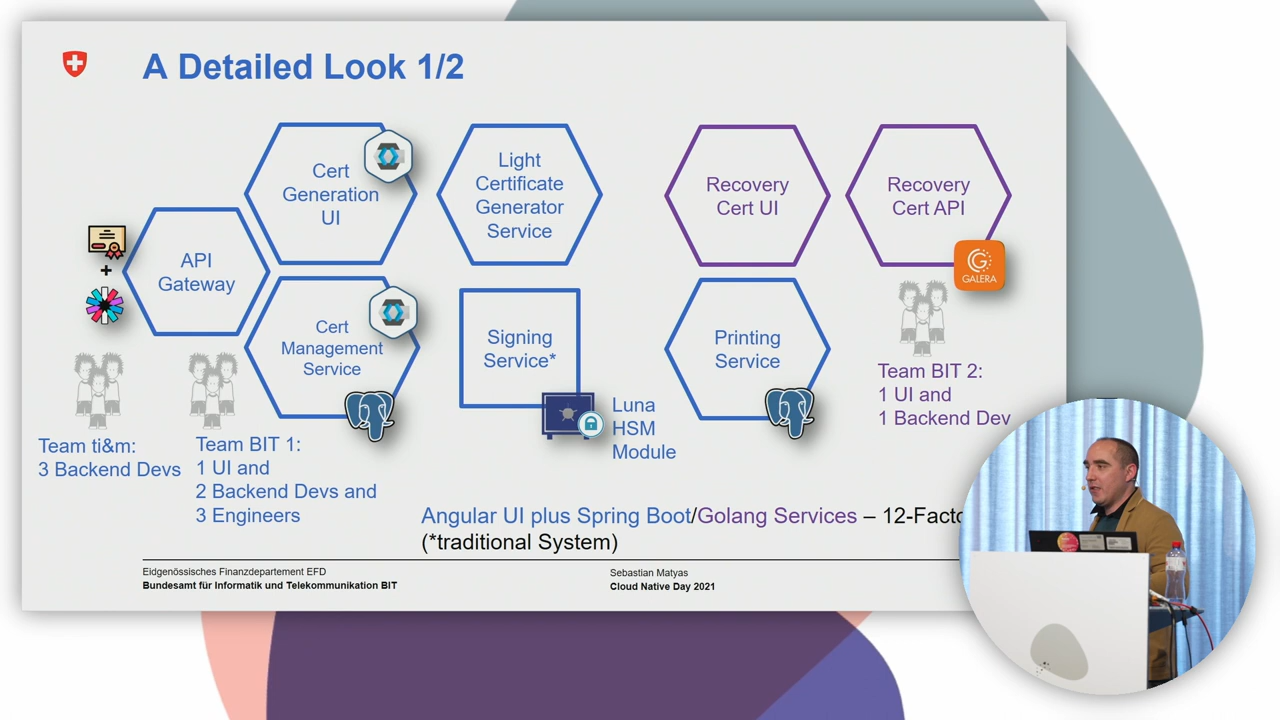 A Detailed Look 1/2
Cert
Generation
UI
Light
Certificate
Generator
Service
Recovery
Cert UI
Recovery
Cert API
API
Gateway
+
GALERA
Cert
Management
Service
Signing
Service*
Printing
Service
Luna
HSM
Module
Team BIT 2:
1 UI and
1 Backend Dev
Team ti&m:
3 Backend Devs
Team BIT 1:
1 UI and
2 Backend Devs and
3 Engineers
Angular UI plus Spring Boot/Golang Services – 12-Facto
(*traditional System)
Eidgenössisches Finanzdepartement EFD
Bundesamt für Informatik und Telekommunikation BIT
Sebastian Matyas
Cloud Native Day 2021